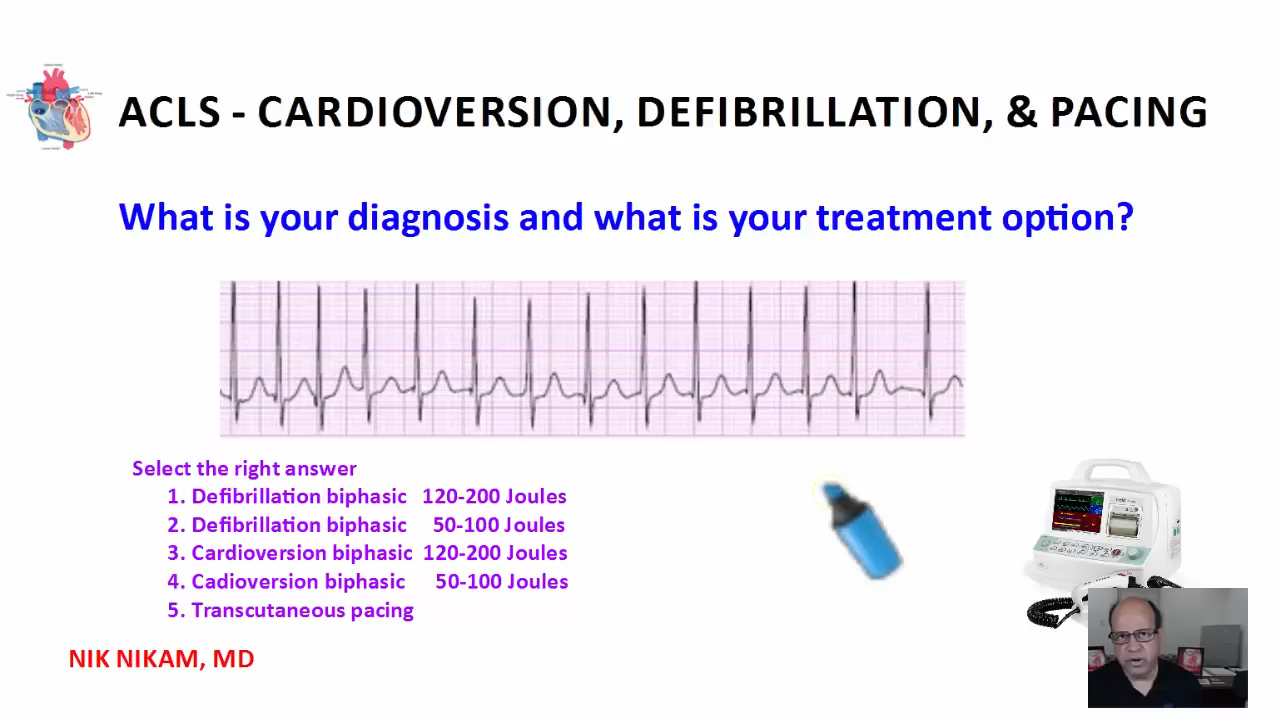 ACLS - CARDIOVERSION, DEFIBRILLATION, & PACING
What is your diagnosis and what is your treatment option?
Select the right answer
1. Defibrillation biphasic 120-200 Joules
2. Defibrillation biphasic 50-100 Joules
3. Cardioversion biphasic 120-200 Joules
4. Cadioversion biphasic 50-100 Joules
5. Transcutaneous pacing
NIK NIKAM, MD